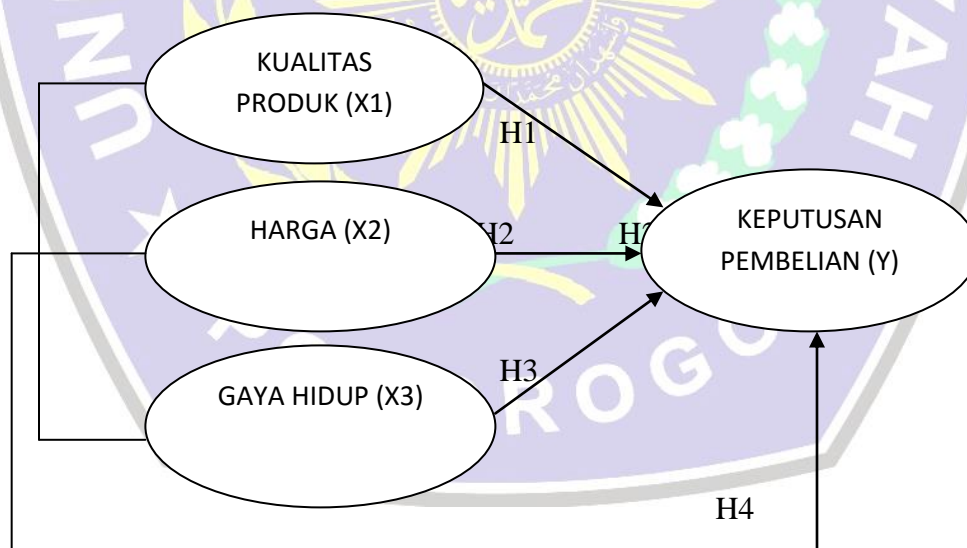 KUALITAS
PRODUK (X1)
H1
HARGA (X2)
H2
KEPUTUSAN
PEMBELIAN (Y)
GAYA HIDUP (X3)
H3
H4